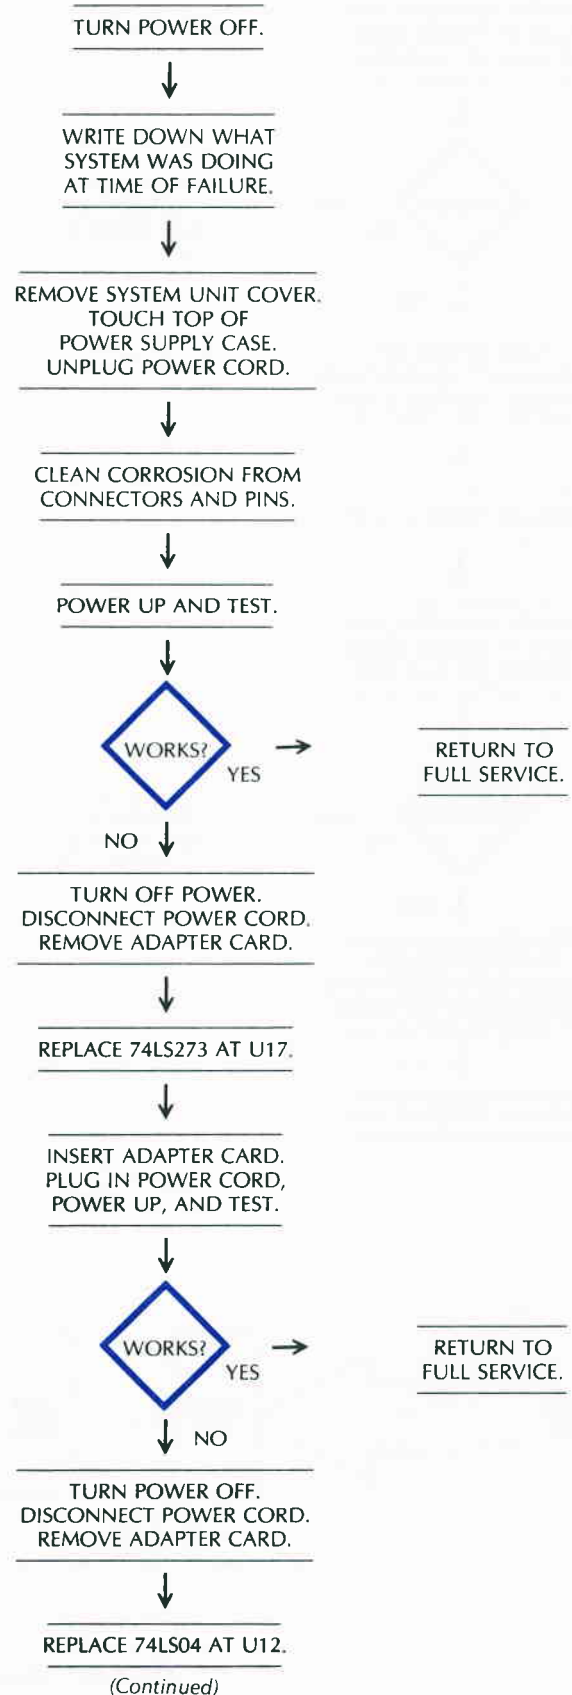 TURN POWER OFF.
WRITE DOWN WHAT
SYSTEM WAS DOING
AT TIME OF FAILURE.
REMOVE SYSTEM UNIT COVER.
TOUCH TOP OF
POWER SUPPLY CASE.
UNPLUG POWER CORD.
CLEAN CORROSION FROM
CONNECTORS AND PINS.
POWER UP AND TEST.
WORKS?
YES
RETURN TO
FULL SERVICE.
NO
TURN OFF POWER.
DISCONNECT POWER CORD.
REMOVE ADAPTER CARD.
REPLACE 74LS273 AT U17.
INSERT ADAPTER CARD.
PLUG IN POWER CORD,
POWER UP, AND TEST.
WORKS?
YES
RETURN TO
FULL SERVICE.
NO
TURN POWER OFF.
DISCONNECT POWER CORD.
REMOVE ADAPTER CARD.
REPLACE 74LS04 AT U12.
(Continued)